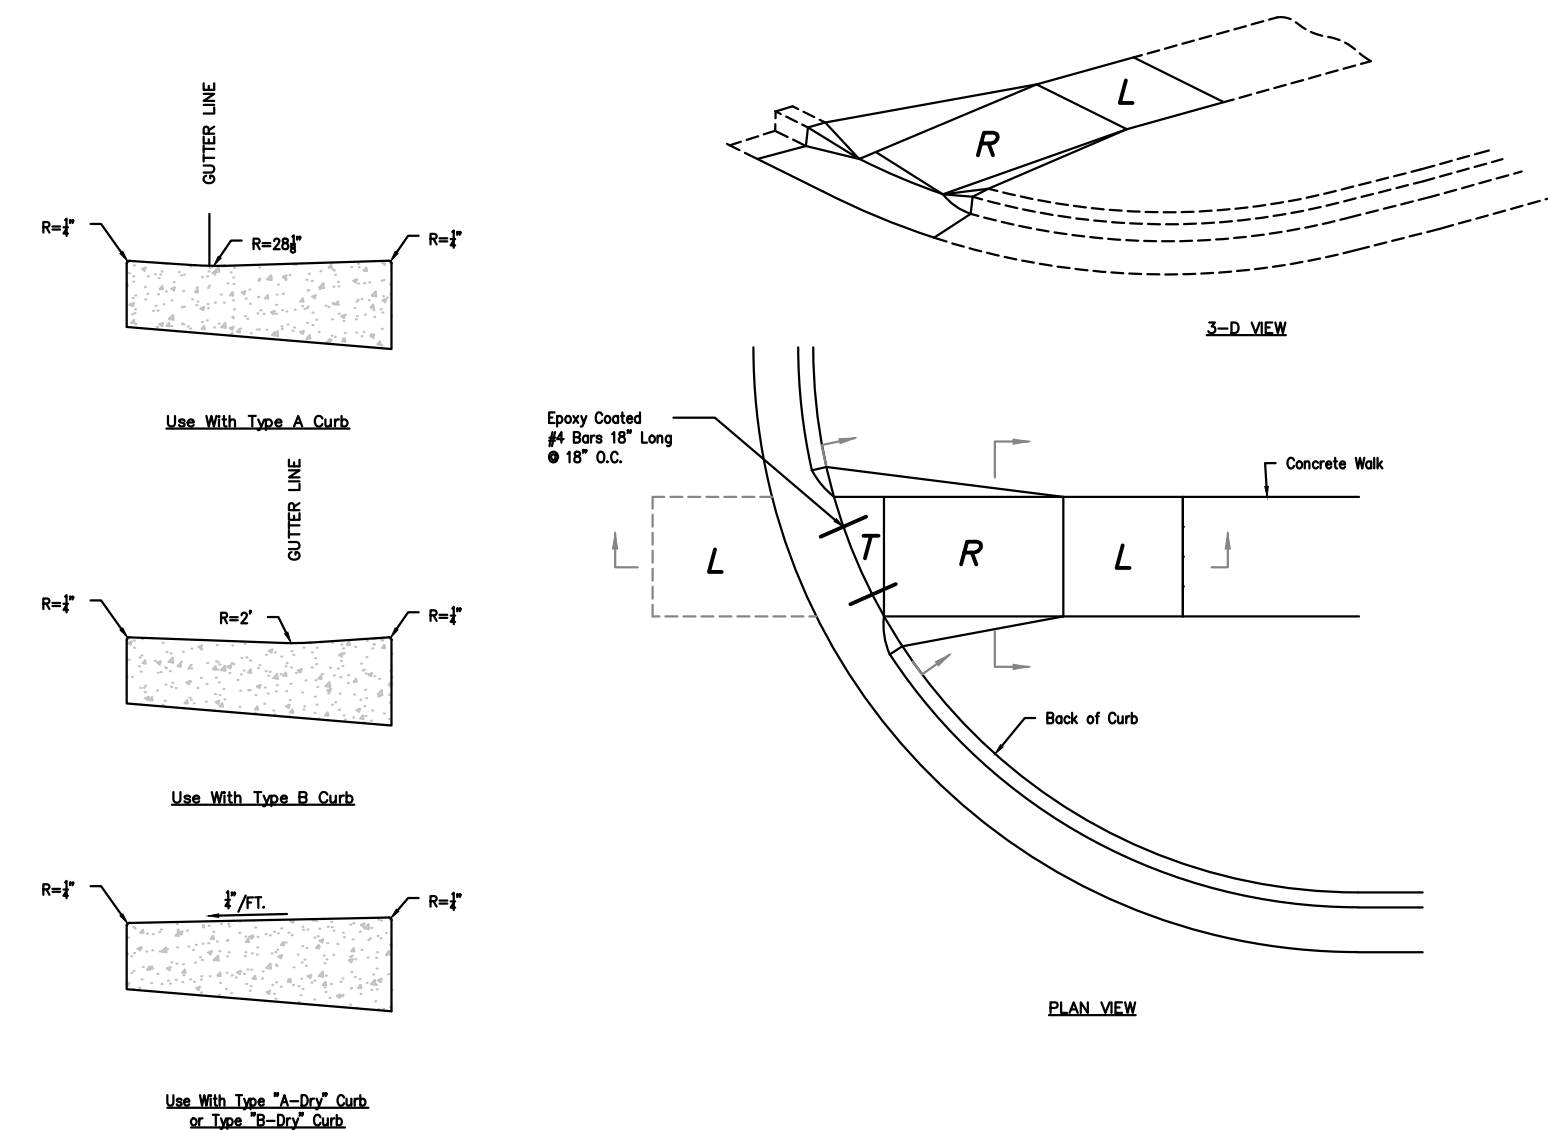 GUTTER LINE
R=1/4"
R=28 1/8"
R=1/4"
Use With Type A Curb
GUTTER LINE
R=1/4"
R=2'
R=1/4"
Use With Type B Curb
R=1/4"
1/4"/FT.
R=1/4"
Use With Type "A-Dry" Curb
or Type "B-Dry" Curb
L
R
3-D VIEW
Epoxy Coated
#4 Bars 18" Long
@ 18" O.C.
Concrete Walk
L
T
R
L
Back of Curb
PLAN VIEW